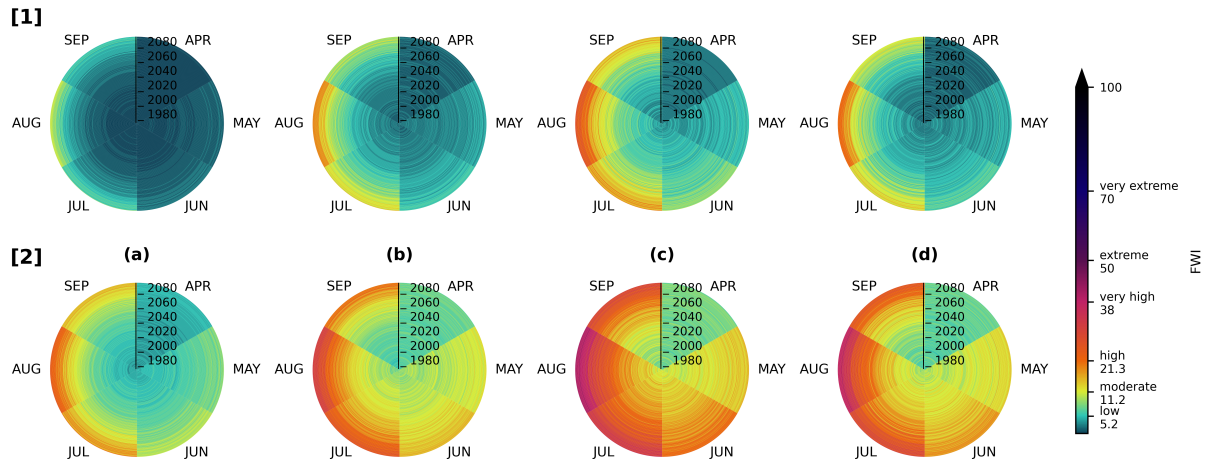 [1]
SEP 2080 APR
2060
2040
2020
2000
1980
AUG MAY
JUL JUN
SEP 2080 APR
2060
2040
2020
2000
1980
AUG MAY
JUL JUN
SEP 2080 APR
2060
2040
2020
2000
1980
AUG MAY
JUL JUN
SEP 2080 APR
2060
2040
2020
2000
1980
AUG MAY
JUL JUN
[2]
(a) (b) (c) (d)
SEP 2080 APR
2060
2040
2020
2000
1980
AUG MAY
JUL JUN
SEP 2080 APR
2060
2040
2020
2000
1980
AUG MAY
JUL JUN
SEP 2080 APR
2060
2040
2020
2000
1980
AUG MAY
JUL JUN
SEP 2080 APR
2060
2040
2020
2000
1980
AUG MAY
JUL JUN
100
very extreme
70
extreme
50
very high
38
high
21.3
moderate
11.2
low
5.2
FWI